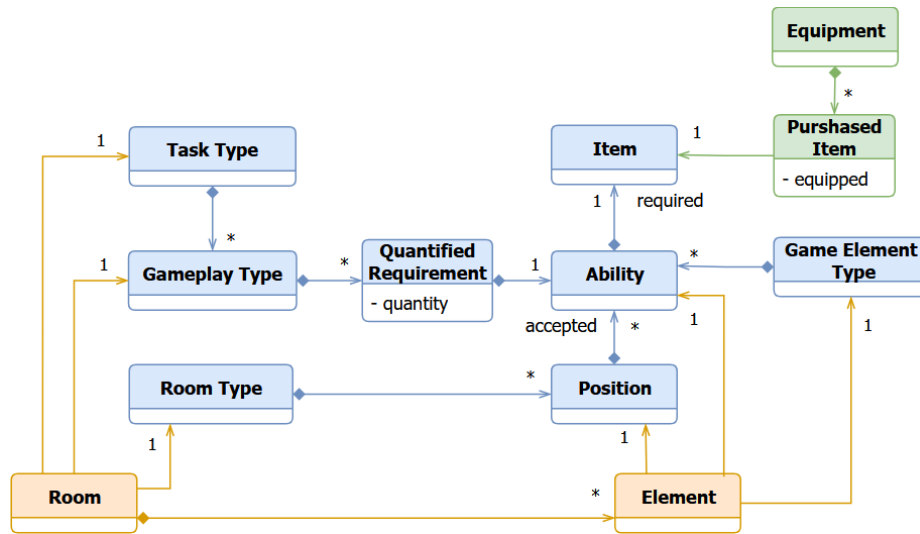 Equipment
*
1
Task Type
Item
1
Purshased
Item
- equipped
1
required
*
1
Gameplay Type
*
Quantified
Requirement
- quantity
1
Ability
*
Game Element
Type
accepted
*
1
1
Room Type
*
Position
1
1
Room
*
Element